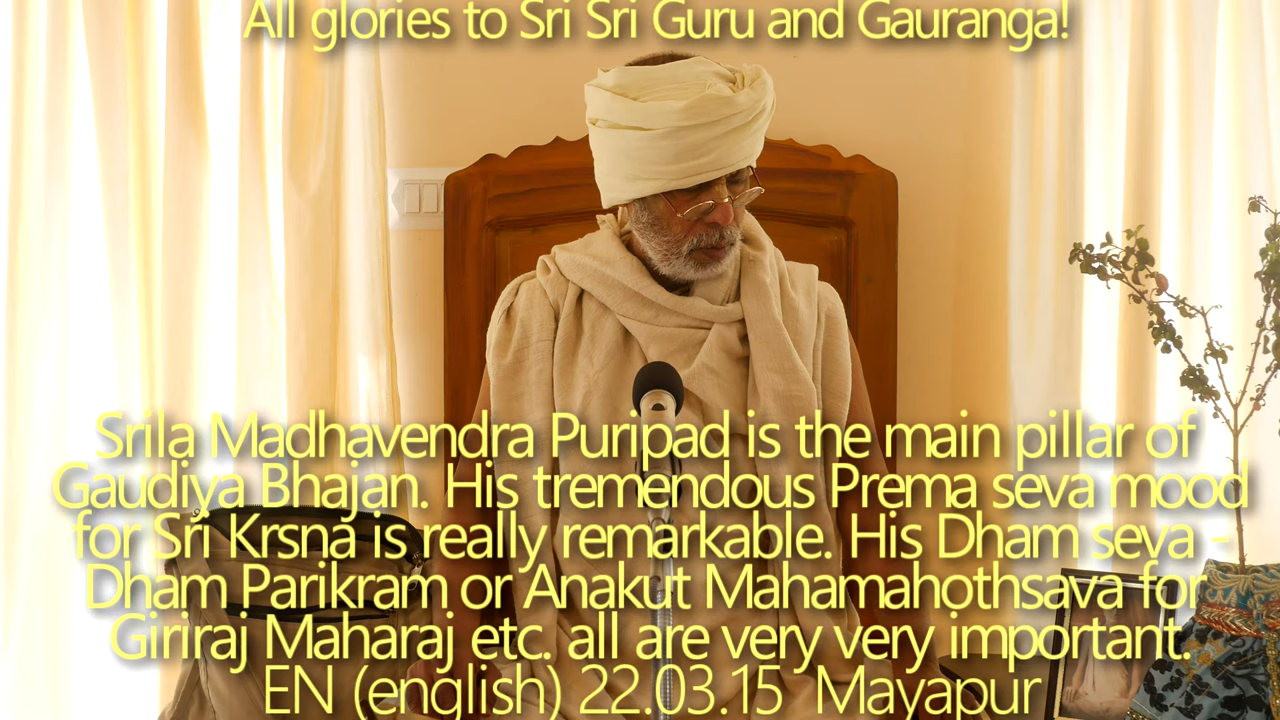 All glories to Sri Sri Guru and Gauranga!
Srila Madhavendra Puripad is the main pillar of
Gaudiya Bhajan. His tremendous Prema seva mood
for Sri Krsna is really remarkable. His Dham seva -
Dham Parikram or Anakut Mahamahothsava for
Giriraj Maharaj etc. all are very very important.
EN (english) 22.03.15 Mayapur